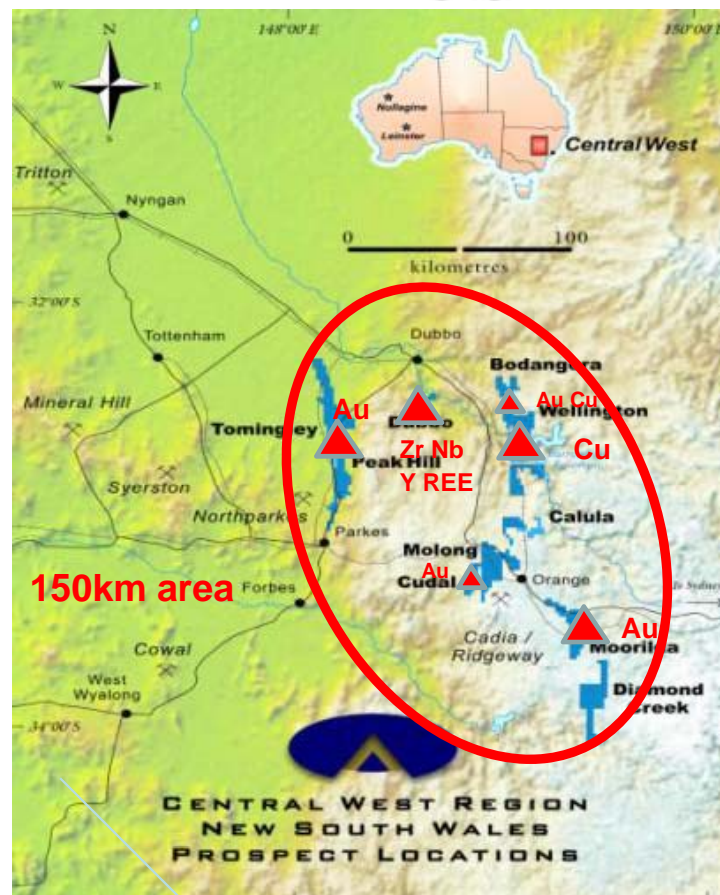 N
W
E
S
148°00'E
150°00'E
Nullagine
Leinster
Central West
Tritton
Nyngan
0 100
kilometres
32°00'S
Tottenham
Dubbo
Bodangora
Au Cu
Wellington
Mineral Hill
Au
Tomingley
Dubbo
Zr Nb
Y REE
Cu
Peak Hill
Syerston
Northparkes
Calula
Parkes
Molong
Au
Cudal
Orange
150km area
Forbes
To Sydney
Cadia /
Ridgeway
Au
Moorilda
Cowal
West
Wyalong
Diamond
Creek
34°00'S
CENTRAL WEST REGION
NEW SOUTH WALES
PROSPECT LOCATIONS